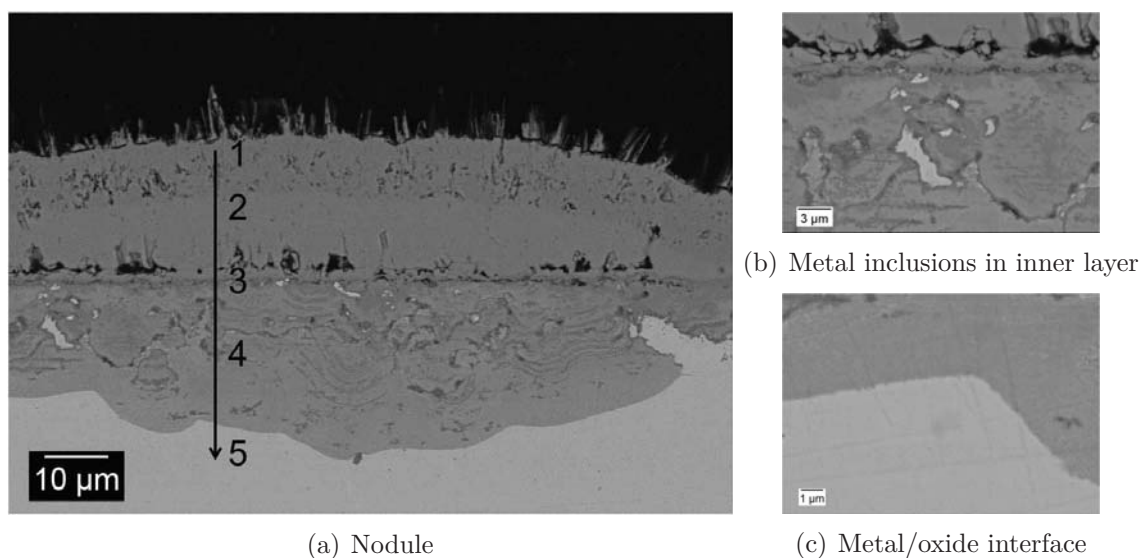 1
2
3
4
5
10 µm
(a) Nodule
3 µm
(b) Metal inclusions in inner layer
1 µm
(c) Metal/oxide interface